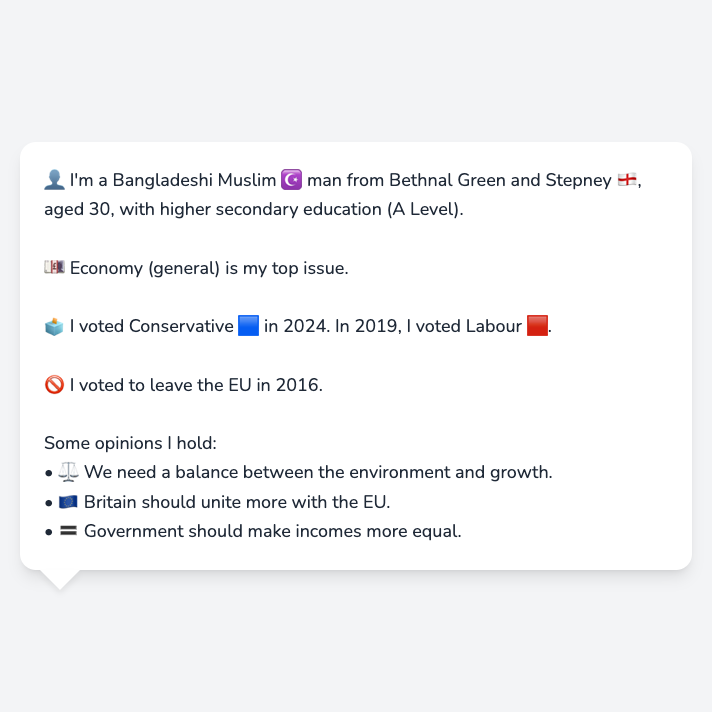 👤 I'm a Bangladeshi Muslim ☪️ man from Bethnal Green and Stepney 🏴󠁧󠁢󠁥󠁮󠁧󠁿,
aged 30, with higher secondary education (A Level).
💷 Economy (general) is my top issue.
🗳️ I voted Conservative 🟦 in 2024. In 2019, I voted Labour 🟥.
🚫 I voted to leave the EU in 2016.
Some opinions I hold:
• ⚖️ We need a balance between the environment and growth.
• 🇪🇺 Britain should unite more with the EU.
• 🟰 Government should make incomes more equal.